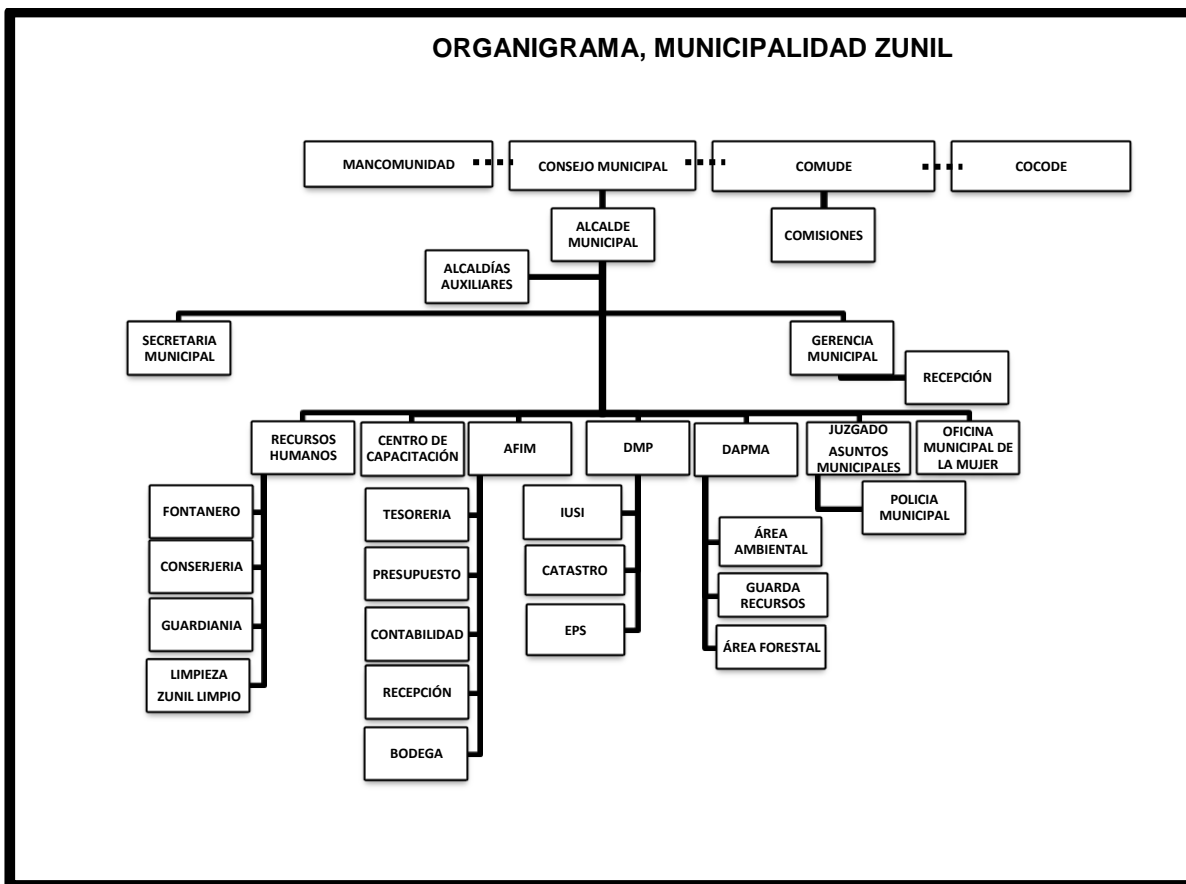 ORGANIGRAMA, MUNICIPALIDAD ZUNIL
MANCOMUNIDAD
CONSEJO MUNICIPAL
COMUDE
COCODE
ALCALDE
MUNICIPAL
COMISIONES
ALCALDÍAS
AUXILIARES
SECRETARIA
MUNICIPAL
GERENCIA
MUNICIPAL
RECEPCIÓN
RECURSOS
HUMANOS
CENTRO DE
CAPACITACIÓN
AFIM
DMP
DAPMA
JUZGADO
ASUNTOS
MUNICIPALES
OFICINA
MUNICIPAL DE
LA MUJER
FONTANERO
CONSERJERIA
GUARDIANIA
LIMPIEZA
ZUNIL LIMPIO
TESORERIA
PRESUPUESTO
CONTABILIDAD
RECEPCIÓN
BODEGA
IUSI
CATASTRO
EPS
ÁREA
AMBIENTAL
GUARDA
RECURSOS
ÁREA FORESTAL
POLICIA
MUNICIPAL